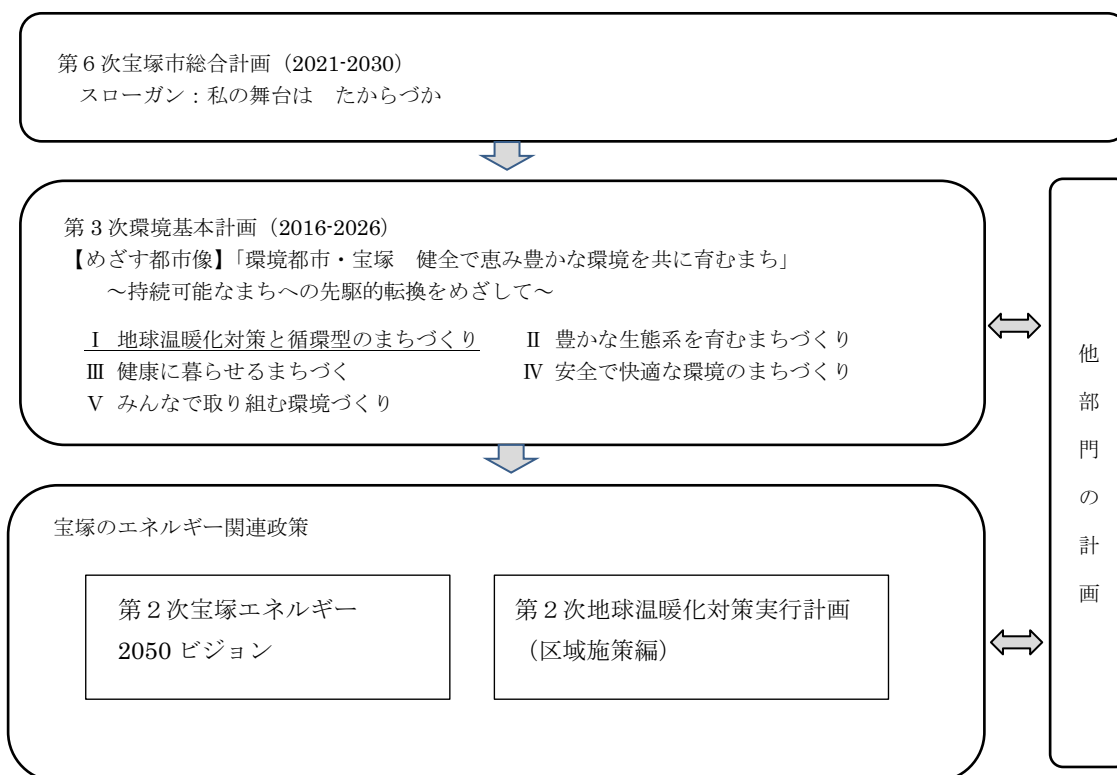 第６次宝塚市総合計画（2021-2030）
スローガン：私の舞台は　たからづか
第３次環境基本計画（2016-2026）
【めざす都市像】「環境都市・宝塚　健全で恵み豊かな環境を共に育むまち」
～持続可能なまちへの先駆的転換をめざして～
Ⅰ 地球温暖化対策と循環型のまちづくり　Ⅱ 豊かな生態系を育むまちづくり
Ⅲ 健康に暮らせるまちづく　Ⅳ 安全で快適な環境のまちづくり
Ⅴ みんなで取り組む環境づくり
宝塚のエネルギー関連政策
第２次宝塚エネルギー
2050 ビジョン
第２次地球温暖化対策実行計画
（区域施策編）
他部門の計画